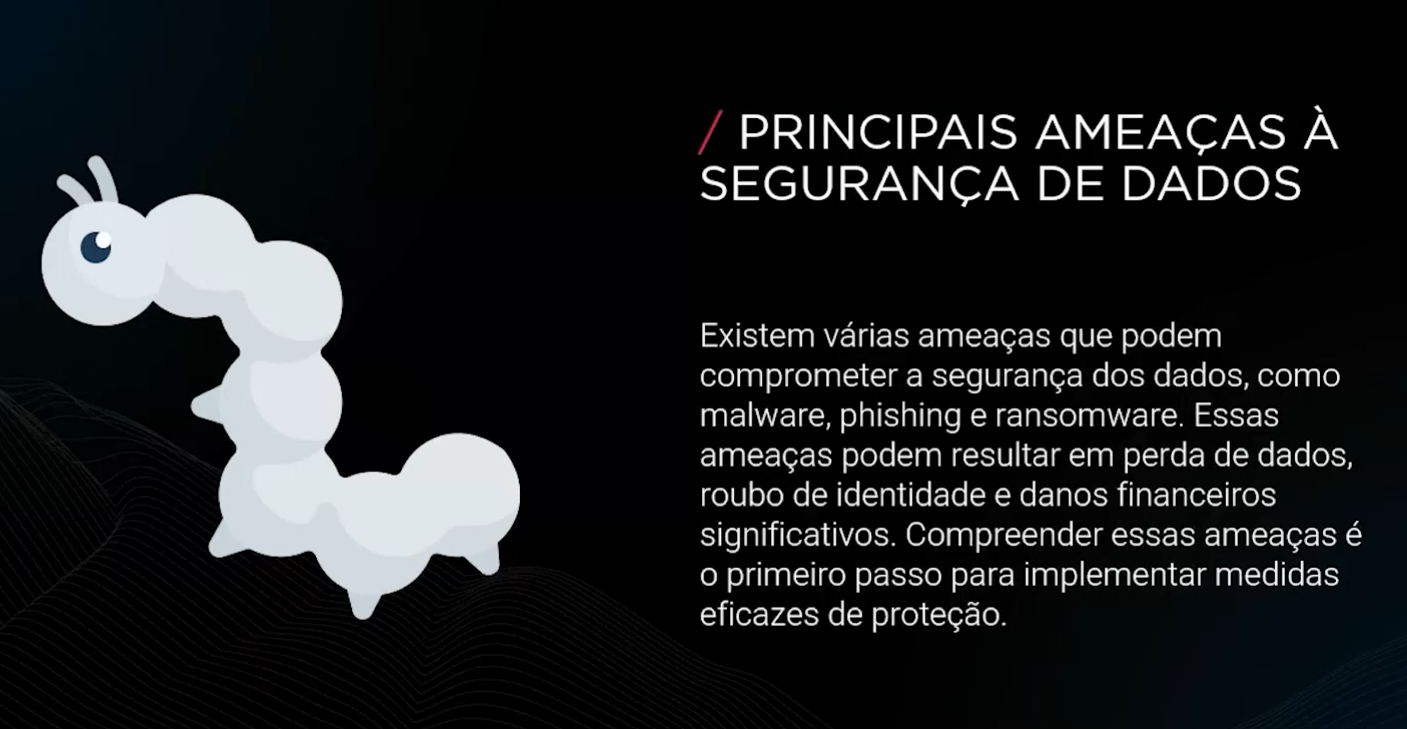 / PRINCIPAIS AMEAÇAS À
SEGURANÇA DE DADOS
Existem várias ameaças que podem
comprometer a segurança dos dados, como
malware, phishing e ransomware. Essas
ameaças podem resultar em perda de dados,
roubo de identidade e danos financeiros
significativos. Compreender essas ameaças é
o primeiro passo para implementar medidas
eficazes de proteção.